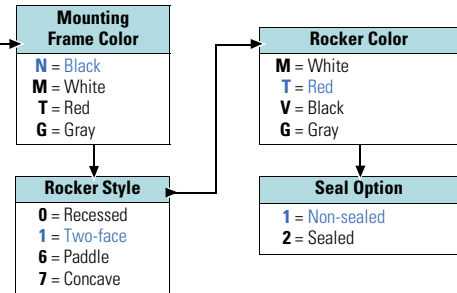 Mounting
Frame Color
N = Black
M = White
T = Red
G = Gray
Rocker Style
0 = Recessed
1 = Two-face
6 = Paddle
7 = Concave
Rocker Color
M = White
T = Red
V = Black
G = Gray
Seal Option
1 = Non-sealed
2 = Sealed